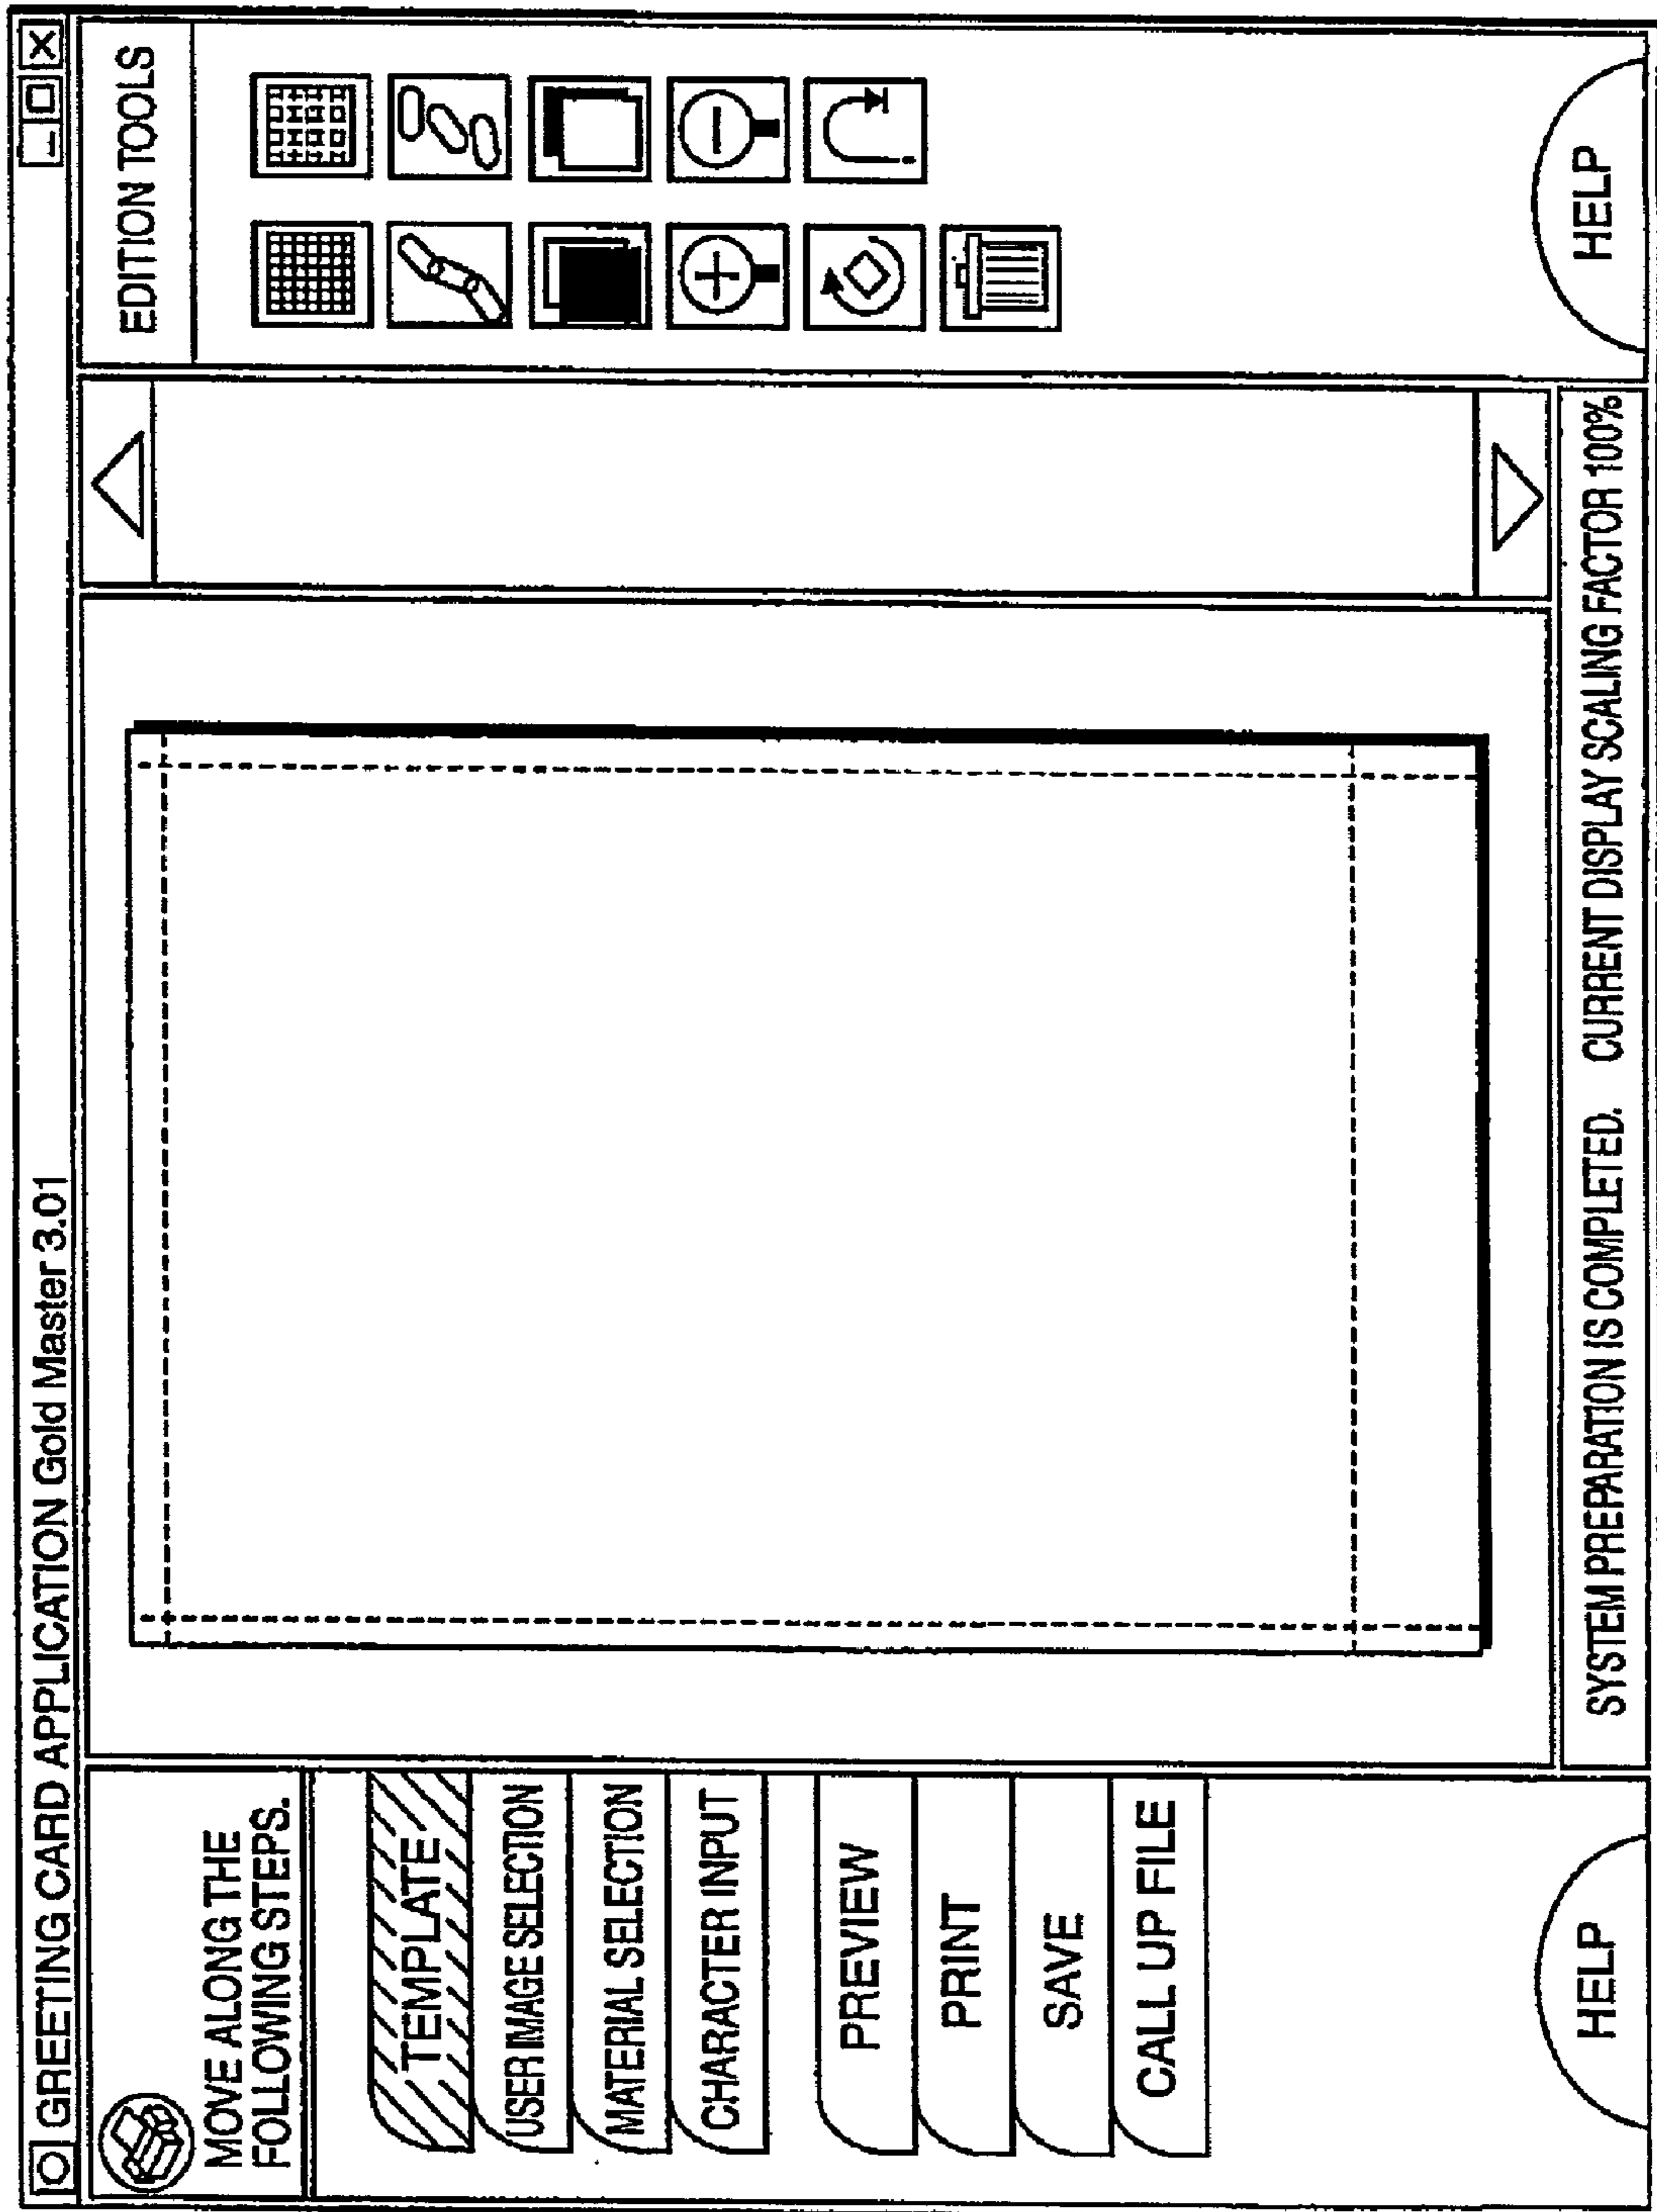 GREETING CARD APPLICATION Gold Master 3.01
MOVE ALONG THE
FOLLOWING STEPS.
TEMPLATE
USER IMAGE SELECTION
MATERIAL SELECTION
CHARACTER INPUT
PREVIEW
PRINT
SAVE
CALL UP FILE
HELP
EDITION TOOLS
HELP
SYSTEM PREPARATION IS COMPLETED. CURRENT DISPLAY SCALING FACTOR 100%